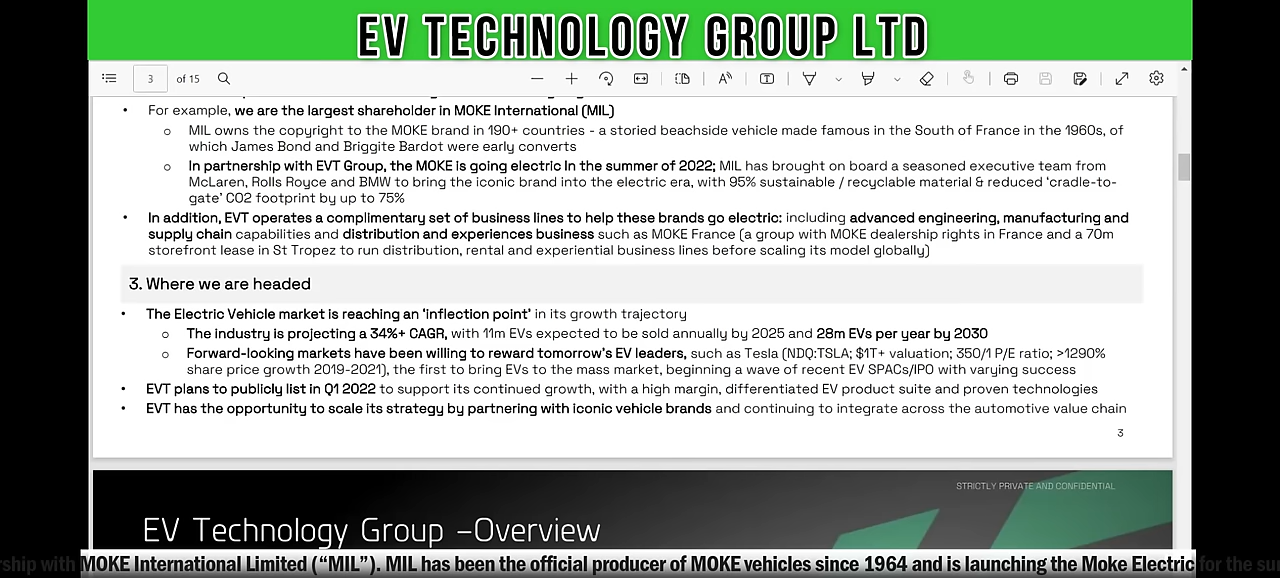 EV TECHNOLOGY GROUP LTD
3 of 15
• For example, we are the largest shareholder in MOKE International (MIL)
o MIL owns the copyright to the MOKE brand in 190+ countries - a storied beachside vehicle made famous in the South of France in the 1960s, of
which James Bond and Briggite Bardot were early converts
o In partnership with EVT Group, the MOKE is going electric In the summer of 2022; MIL has brought on board a seasoned executive team from
McLaren, Rolls Royce and BMW to bring the iconic brand into the electric era, with 95% sustainable / recyclable material & reduced 'cradle-to-
gate' CO2 footprint by up to 75%
• In addition, EVT operates a complimentary set of business lines to help these brands go electric: including advanced engineering, manufacturing and
supply chain capabilities and distribution and experiences business such as MOKE France (a group with MOKE dealership rights in France and a 70m
storefront lease in St Tropez to run distribution, rental and experiential business lines before scaling its model globally)
3. Where we are headed
• The Electric Vehicle market is reaching an 'inflection point' in its growth trajectory
o The industry is projecting a 34%+ CAGR, with 11m EVs expected to be sold annually by 2025 and 28m EVs per year by 2030
o Forward-looking markets have been willing to reward tomorrow's EV leaders, such as Tesla (NDQ:TSLA; $1T+ valuation; 350/1 P/E ratio; >1290%
share price growth 2019-2021), the first to bring EVs to the mass market, beginning a wave of recent EV SPACs/IPO with varying success
• EVT plans to publicly list in Q1 2022 to support its continued growth, with a high margin, differentiated EV product suite and proven technologies
• EVT has the opportunity to scale its strategy by partnering with iconic vehicle brands and continuing to integrate across the automotive value chain
3
STRICTLY PRIVATE AND CONFIDENTIAL
EV Technology Group –Overview
rship with MOKE International Limited ("MIL"). MIL has been the official producer of MOKE vehicles since 1964 and is launching the Moke Electric for the su